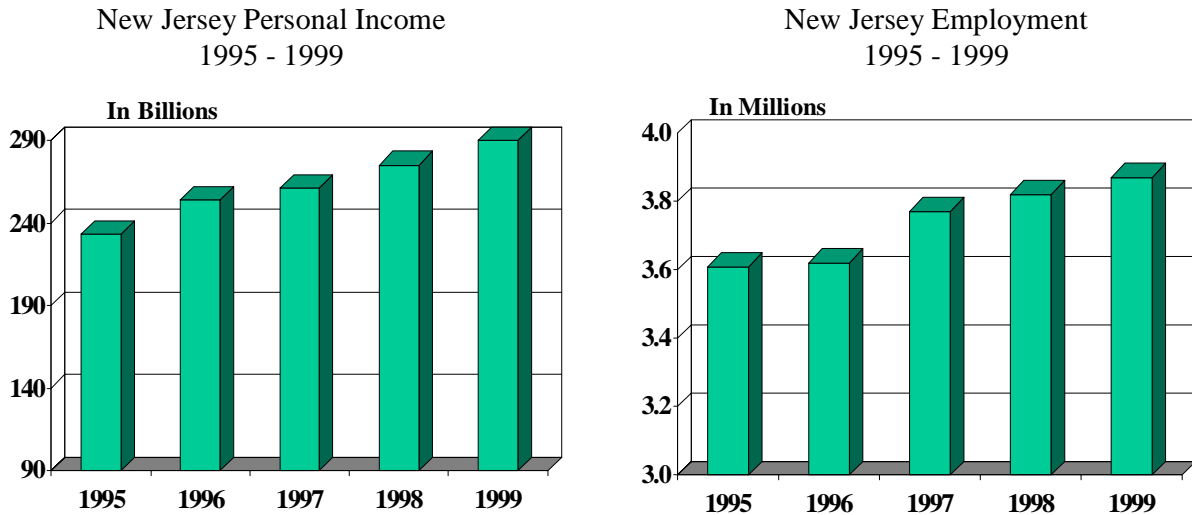 New Jersey Personal Income
1995 - 1999
In Billions
290
240
190
140
90
1995 1996 1997 1998 1999
New Jersey Employment
1995 - 1999
In Millions
4.0
3.8
3.6
3.4
3.2
3.0
1995 1996 1997 1998 1999